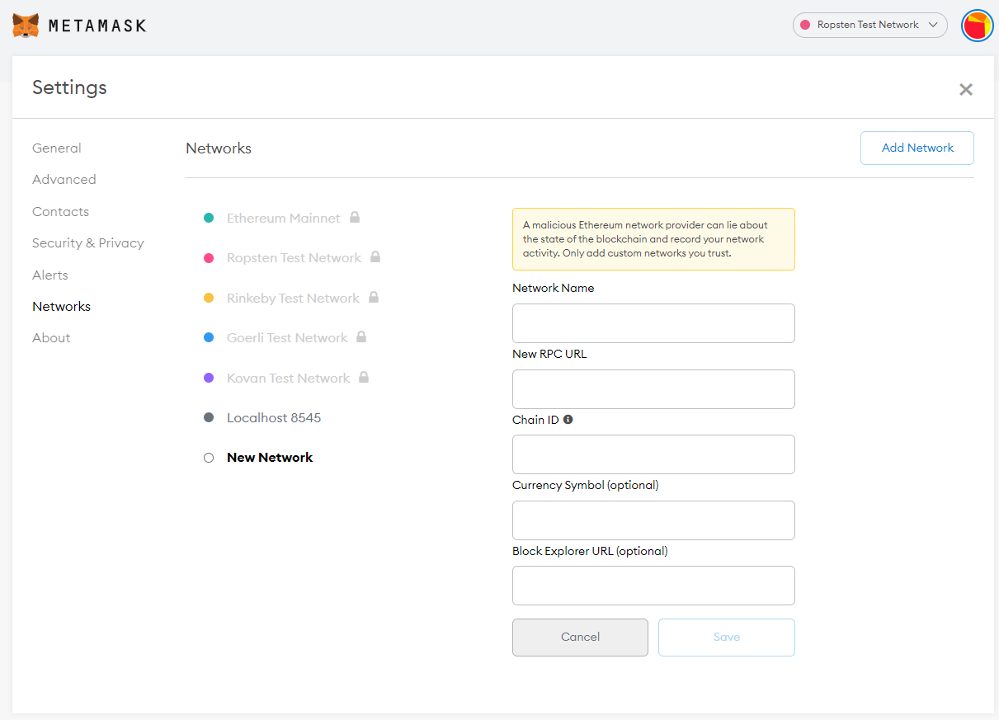 METAMASK
Ropsten Test Network
Settings
General
Advanced
Contacts
Security & Privacy
Alerts
Networks
About
Networks
Add Network
Ethereum Mainnet
Ropsten Test Network
Rinkeby Test Network
Goerli Test Network
Kovan Test Network
Localhost 8545
New Network
A malicious Ethereum network provider can lie about
the state of the blockchain and record your network
activity. Only add custom networks you trust.
Network Name
New RPC URL
Chain ID
Currency Symbol (optional)
Block Explorer URL (optional)
Cancel
Save